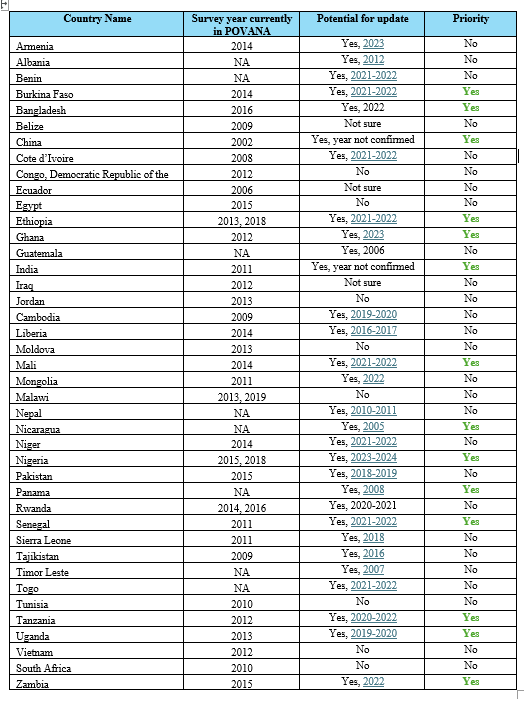 Country Name Survey year currently in POVANA Potential for update Priority
Armenia 2014 Yes, 2023 No
Albania NA Yes, 2012 No
Benin NA Yes, 2021-2022 No
Burkina Faso 2014 Yes, 2021-2022 Yes
Bangladesh 2016 Yes, 2022 Yes
Belize 2009 Not sure No
China 2002 Yes, year not confirmed Yes
Cote d’Ivoire 2008 Yes, 2021-2022 No
Congo, Democratic Republic of the 2012 No No
Ecuador 2006 Not sure No
Egypt 2015 No No
Ethiopia 2013, 2018 Yes, 2021-2022 Yes
Ghana 2012 Yes, 2023 Yes
Guatemala NA Yes, 2006 No
India 2011 Yes, year not confirmed Yes
Iraq 2012 Not sure No
Jordan 2013 No No
Cambodia 2009 Yes, 2019-2020 No
Liberia 2014 Yes, 2016-2017 No
Moldova 2013 No No
Mali 2014 Yes, 2021-2022 Yes
Mongolia 2011 Yes, 2022 No
Malawi 2013, 2019 No No
Nepal NA Yes, 2010-2011 No
Nicaragua NA Yes, 2005 Yes
Niger 2014 Yes, 2021-2022 No
Nigeria 2015, 2018 Yes, 2023-2024 Yes
Pakistan 2015 Yes, 2018-2019 No
Panama NA Yes, 2008 Yes
Rwanda 2014, 2016 Yes, 2020-2021 No
Senegal 2011 Yes, 2021-2022 Yes
Sierra Leone 2011 Yes, 2018 No
Tajikistan 2009 Yes, 2016 No
Timor Leste NA Yes, 2007 No
Togo NA Yes, 2021-2022 No
Tunisia 2010 No No
Tanzania 2012 Yes, 2020-2022 Yes
Uganda 2013 Yes, 2019-2020 Yes
Vietnam 2012 No No
South Africa 2010 No No
Zambia 2015 Yes, 2022 Yes